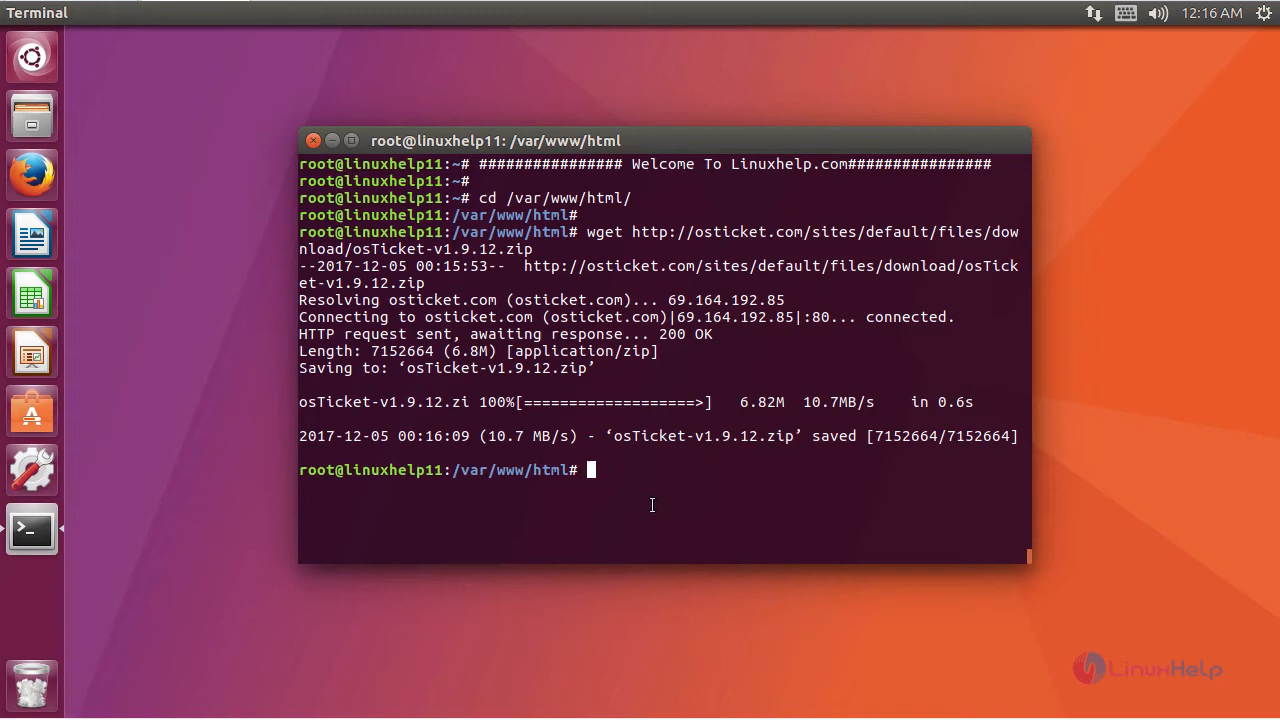 Terminal
12:16 AM
root@linuxhelp11: /var/www/html
root@linuxhelp11:~# ################ Welcome To Linuxhelp.com################
root@linuxhelp11:~#
root@linuxhelp11:~# cd /var/www/html/
root@linuxhelp11:/var/www/html#
root@linuxhelp11:/var/www/html# wget http://osticket.com/sites/default/files/dow
nload/osTicket-v1.9.12.zip
--2017-12-05 00:15:53--  http://osticket.com/sites/default/files/download/osTick
et-v1.9.12.zip
Resolving osticket.com (osticket.com)... 69.164.192.85
Connecting to osticket.com (osticket.com)|69.164.192.85|:80... connected.
HTTP request sent, awaiting response... 200 OK
Length: 7152664 (6.8M) [application/zip]
Saving to: ‘osTicket-v1.9.12.zip’
osTicket-v1.9.12.zi 100%[===================>]   6.82M  10.7MB/s    in 0.6s
2017-12-05 00:16:09 (10.7 MB/s) - ‘osTicket-v1.9.12.zip’ saved [7152664/7152664]
root@linuxhelp11:/var/www/html#
LinuxHelp